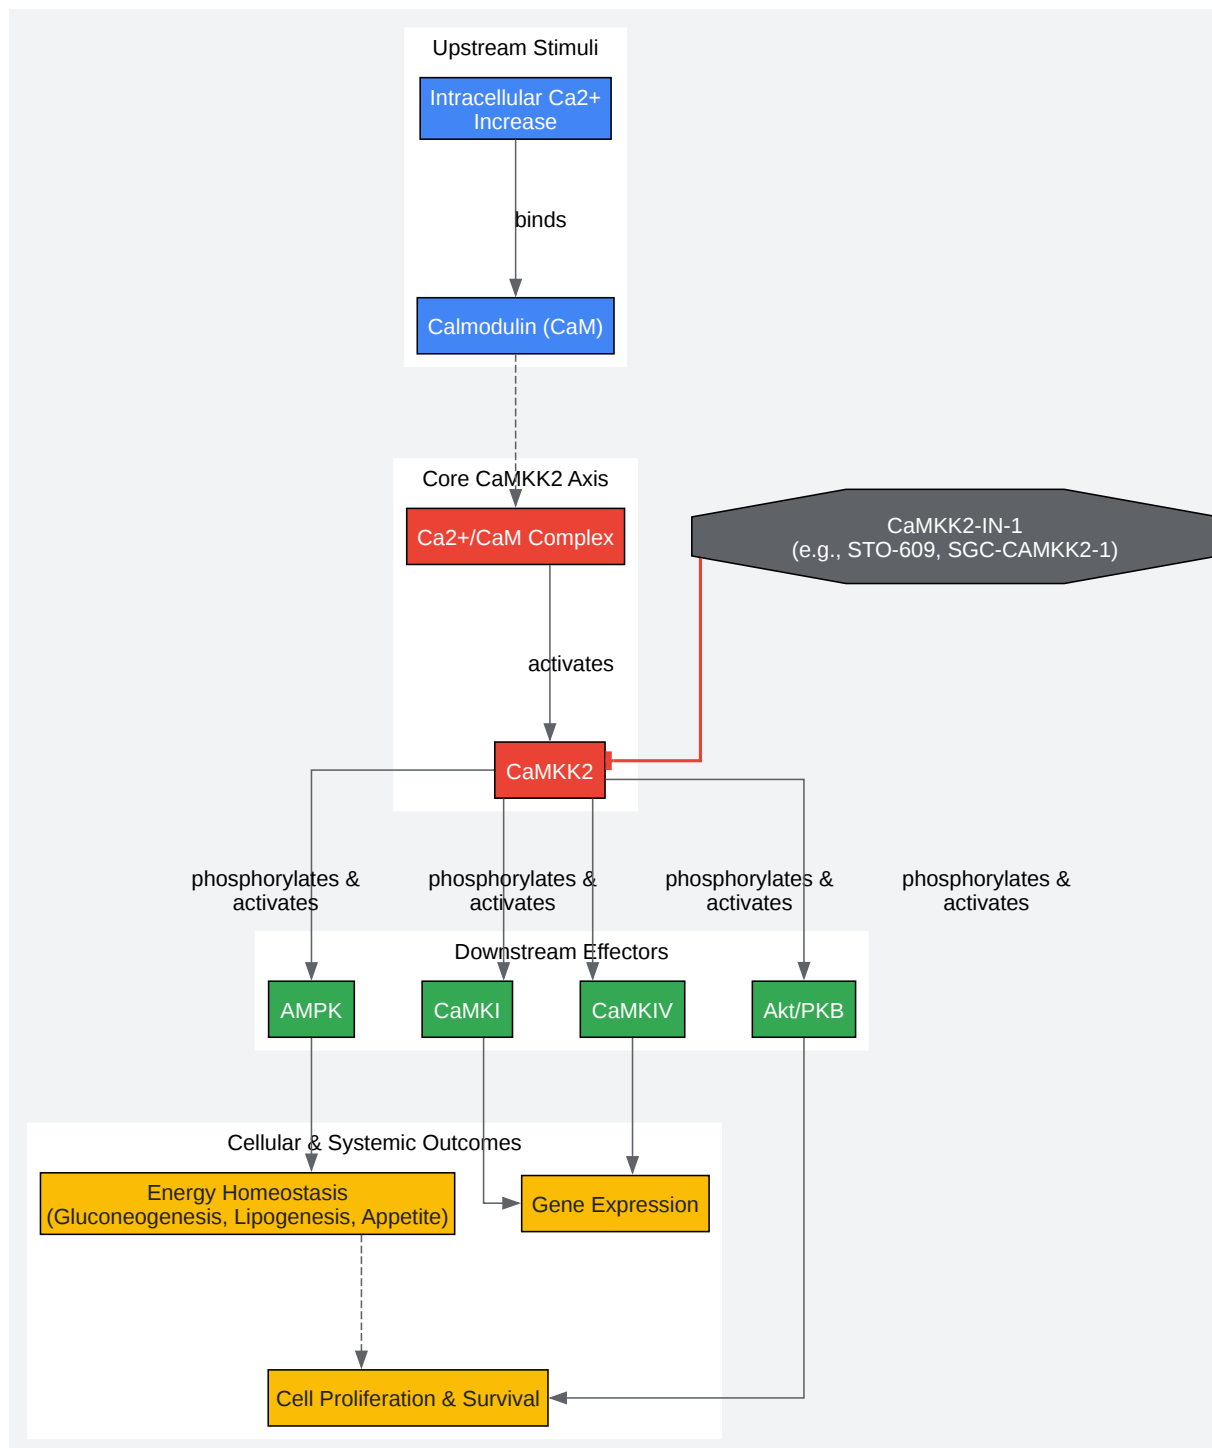 Upstream Stimuli
Intracellular Ca2+
Increase
binds
Calmodulin (CaM)
Core CaMKK2 Axis
Ca2+/CaM Complex
CaMKK2-IN-1
(e.g., STO-609, SGC-CAMKK2-1)
activates
CaMKK2
phosphorylates &
activates
phosphorylates &
activates
phosphorylates &
activates
phosphorylates &
activates
Downstream Effectors
AMPK
CaMKI
CaMKIV
Akt/PKB
Cellular & Systemic Outcomes
Energy Homeostasis
(Gluconeogenesis, Lipogenesis, Appetite)
Gene Expression
Cell Proliferation & Survival